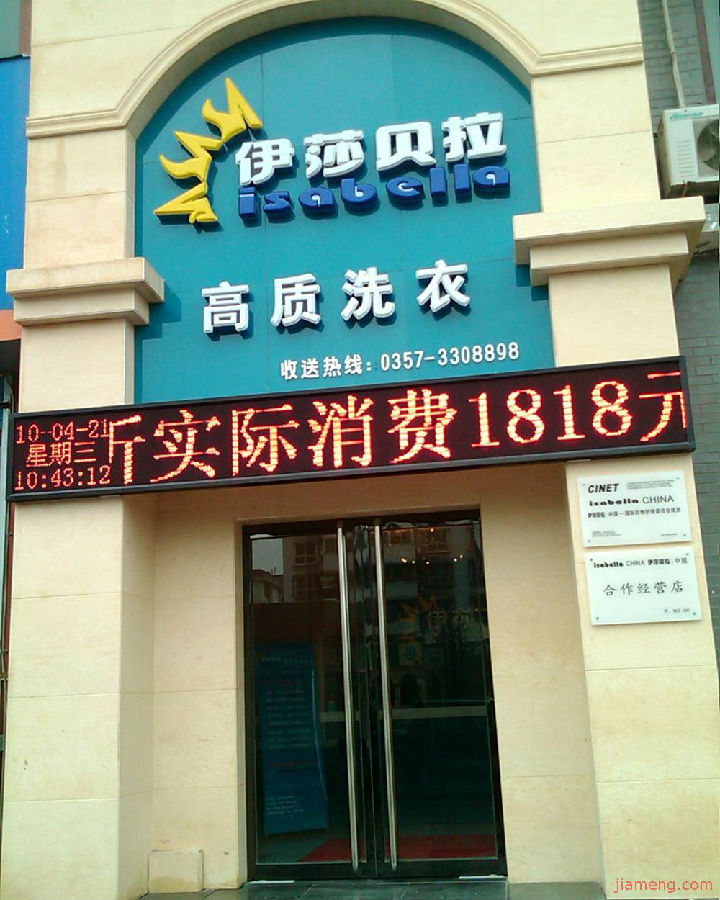 伊莎贝拉
isabella
高质洗衣
收送热线：0357-3308898
10-04-21
星期三
10:43:12
斤实际消费1818元
CINET
isabella CHINA
isabella CHINA 伊莎贝拉·中国
合作经营店
jiameng.com